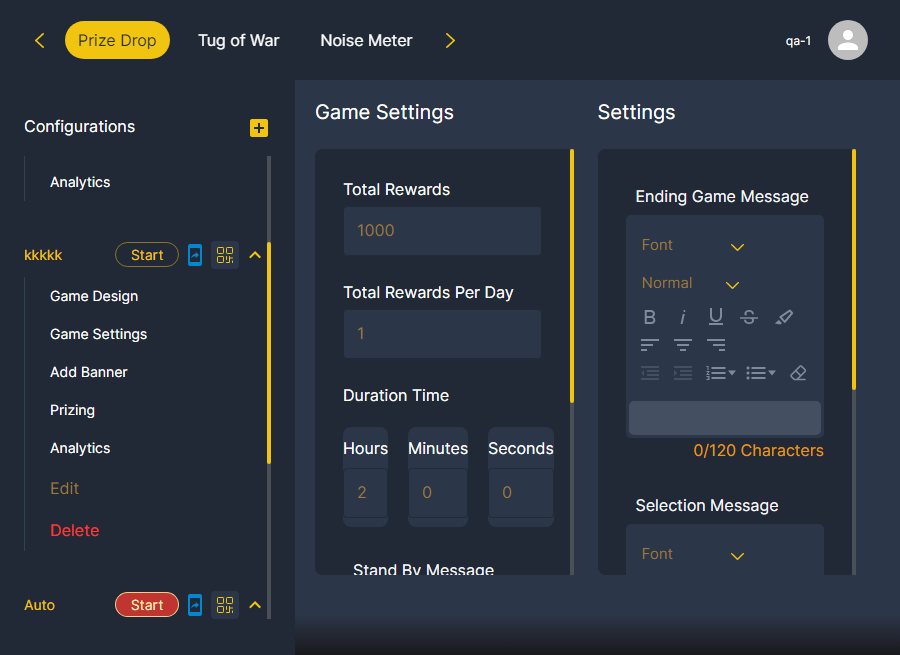 Prize Drop
Tug of War
Noise Meter
qa-1
Configurations
Analytics
kkkkk
Start
Game Design
Game Settings
Add Banner
Prizing
Analytics
Edit
Delete
Auto
Start
Game Settings
Total Rewards
1000
Total Rewards Per Day
1
Duration Time
Hours
Minutes
Seconds
2
0
0
Stand By Message
Settings
Ending Game Message
Font
Normal
B
i
U
S
0/120 Characters
Selection Message
Font